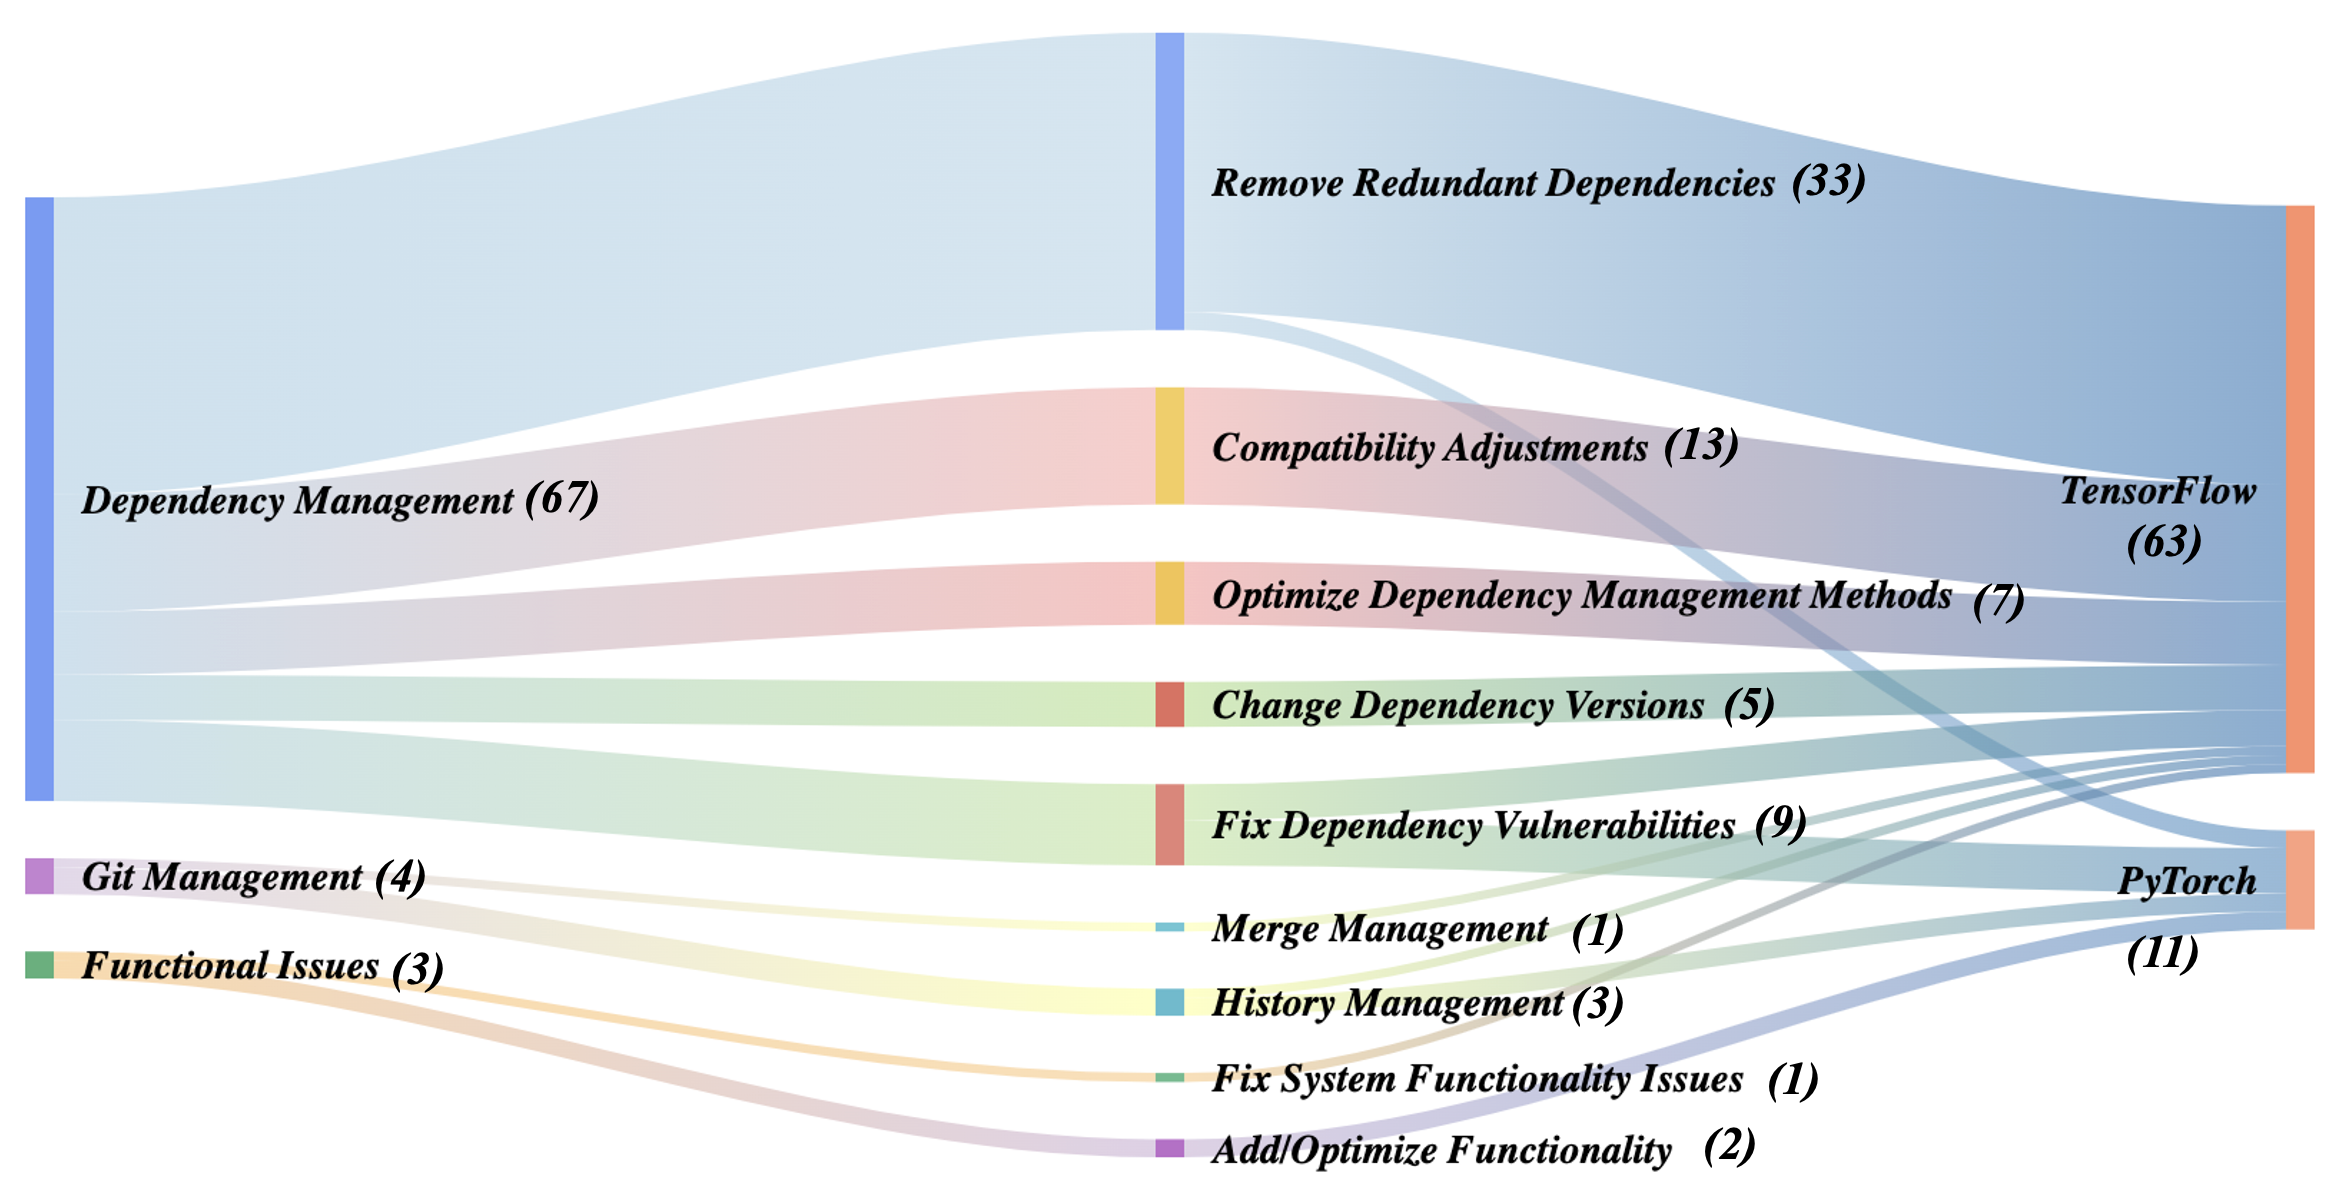 Remove Redundant Dependencies (33)
Compatibility Adjustments (13)
Dependency Management (67)
TensorFlow
(63)
Optimize Dependency Management Methods (7)
Change Dependency Versions (5)
Fix Dependency Vulnerabilities (9)
Git Management (4)
PyTorch
(11)
Merge Management (1)
Functional Issues (3)
History Management (3)
Fix System Functionality Issues (1)
Add/Optimize Functionality (2)